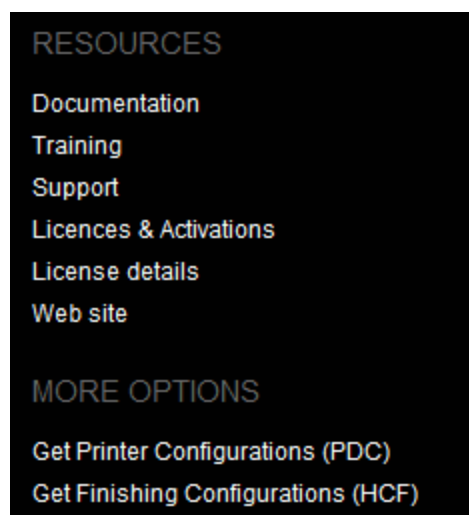 RESOURCES
Documentation
Training
Support
Licences & Activations
License details
Web site
MORE OPTIONS
Get Printer Configurations (PDC)
Get Finishing Configurations (HCF)